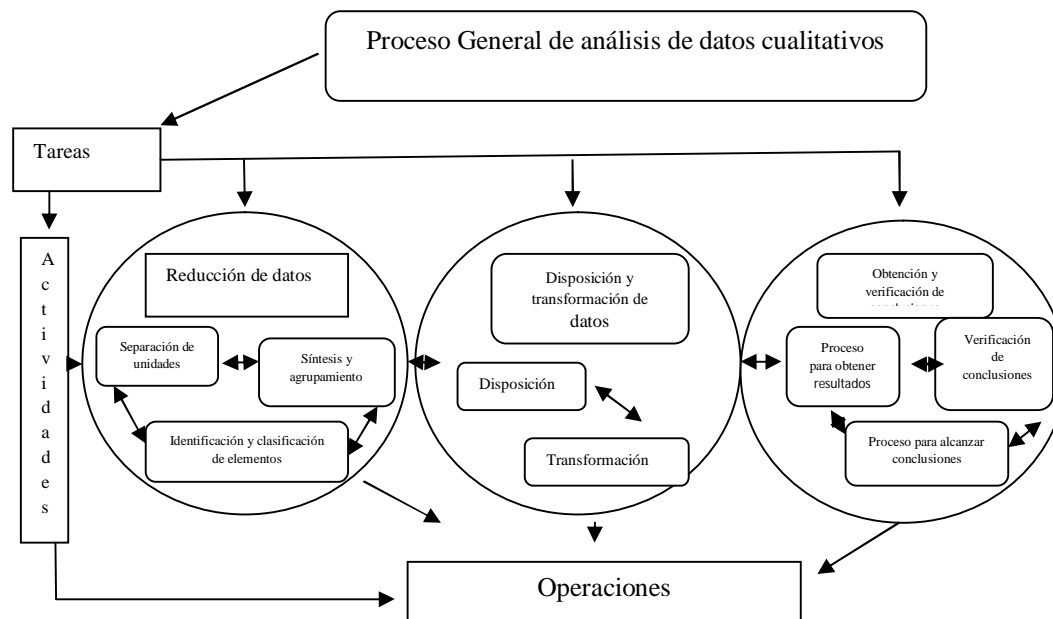 Proceso General de análisis de datos cualitativos
Tareas
Actividades
Reducción de datos
Separación de
unidades
Síntesis y
agrupamiento
Identificación y clasificación
de elementos
Disposición y
transformación de
datos
Disposición
Transformación
Obtención y
verificación de
Proceso
para obtener
resultados
Verificación
de
conclusiones
Proceso para alcanzar
conclusiones
Operaciones